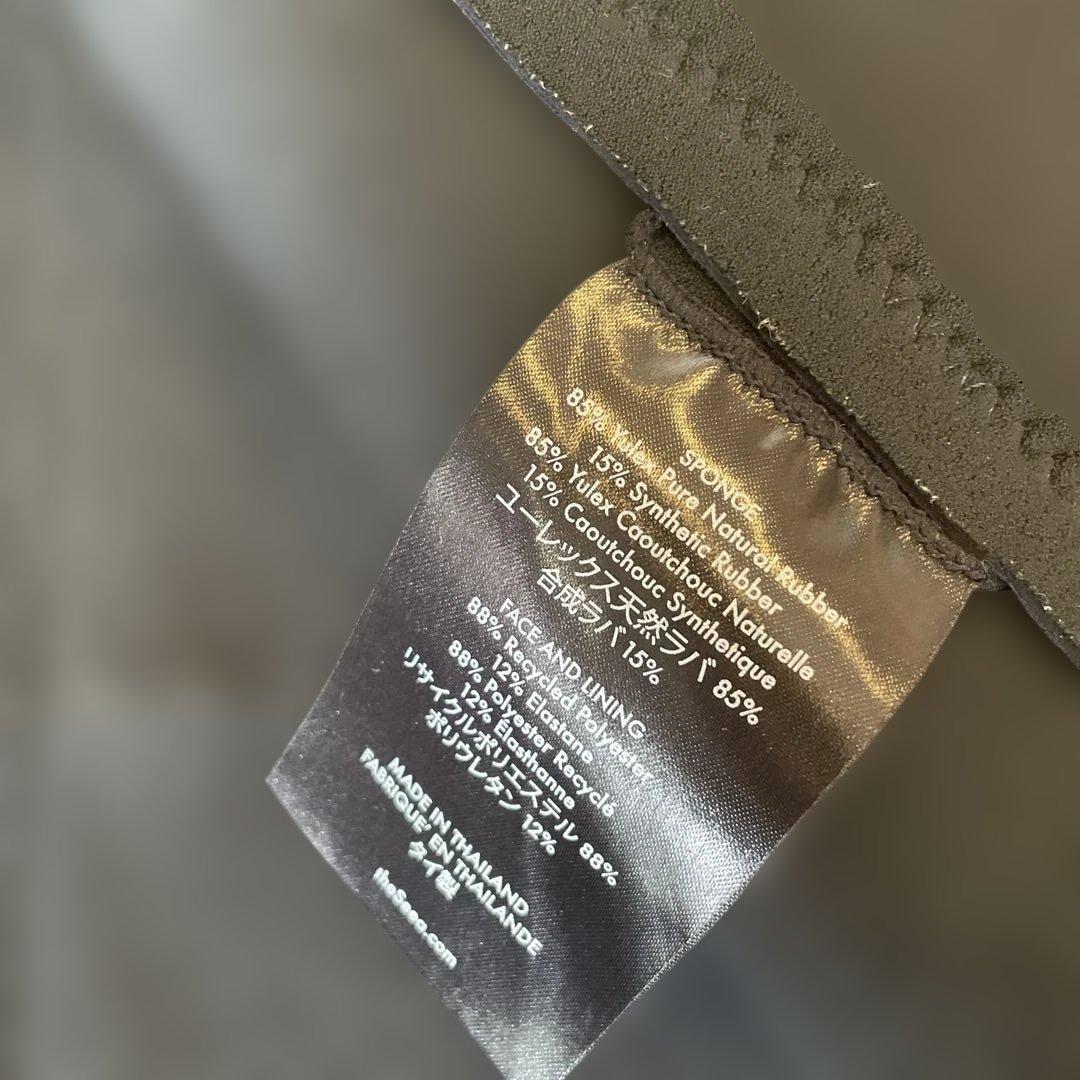 SPONGE
85% Yulex Pure Natural Rubber
15% Synthetic Rubber
85% Yulex Caoutchouc Naturelle
15% Caoutchouc Synthetique
ユーレックス天然ラバ 85%
合成ラバ 15%
FACE AND LINING
88% Recycled Polyester
12% Elastane
88% Polyester Recyclé
12% Élasthanne
リサイクルポリエステル 88%
ポリウレタン 12%
MADE IN THAILAND
FABRIQUÉ EN THAILANDE
タイ製
theSeea.com